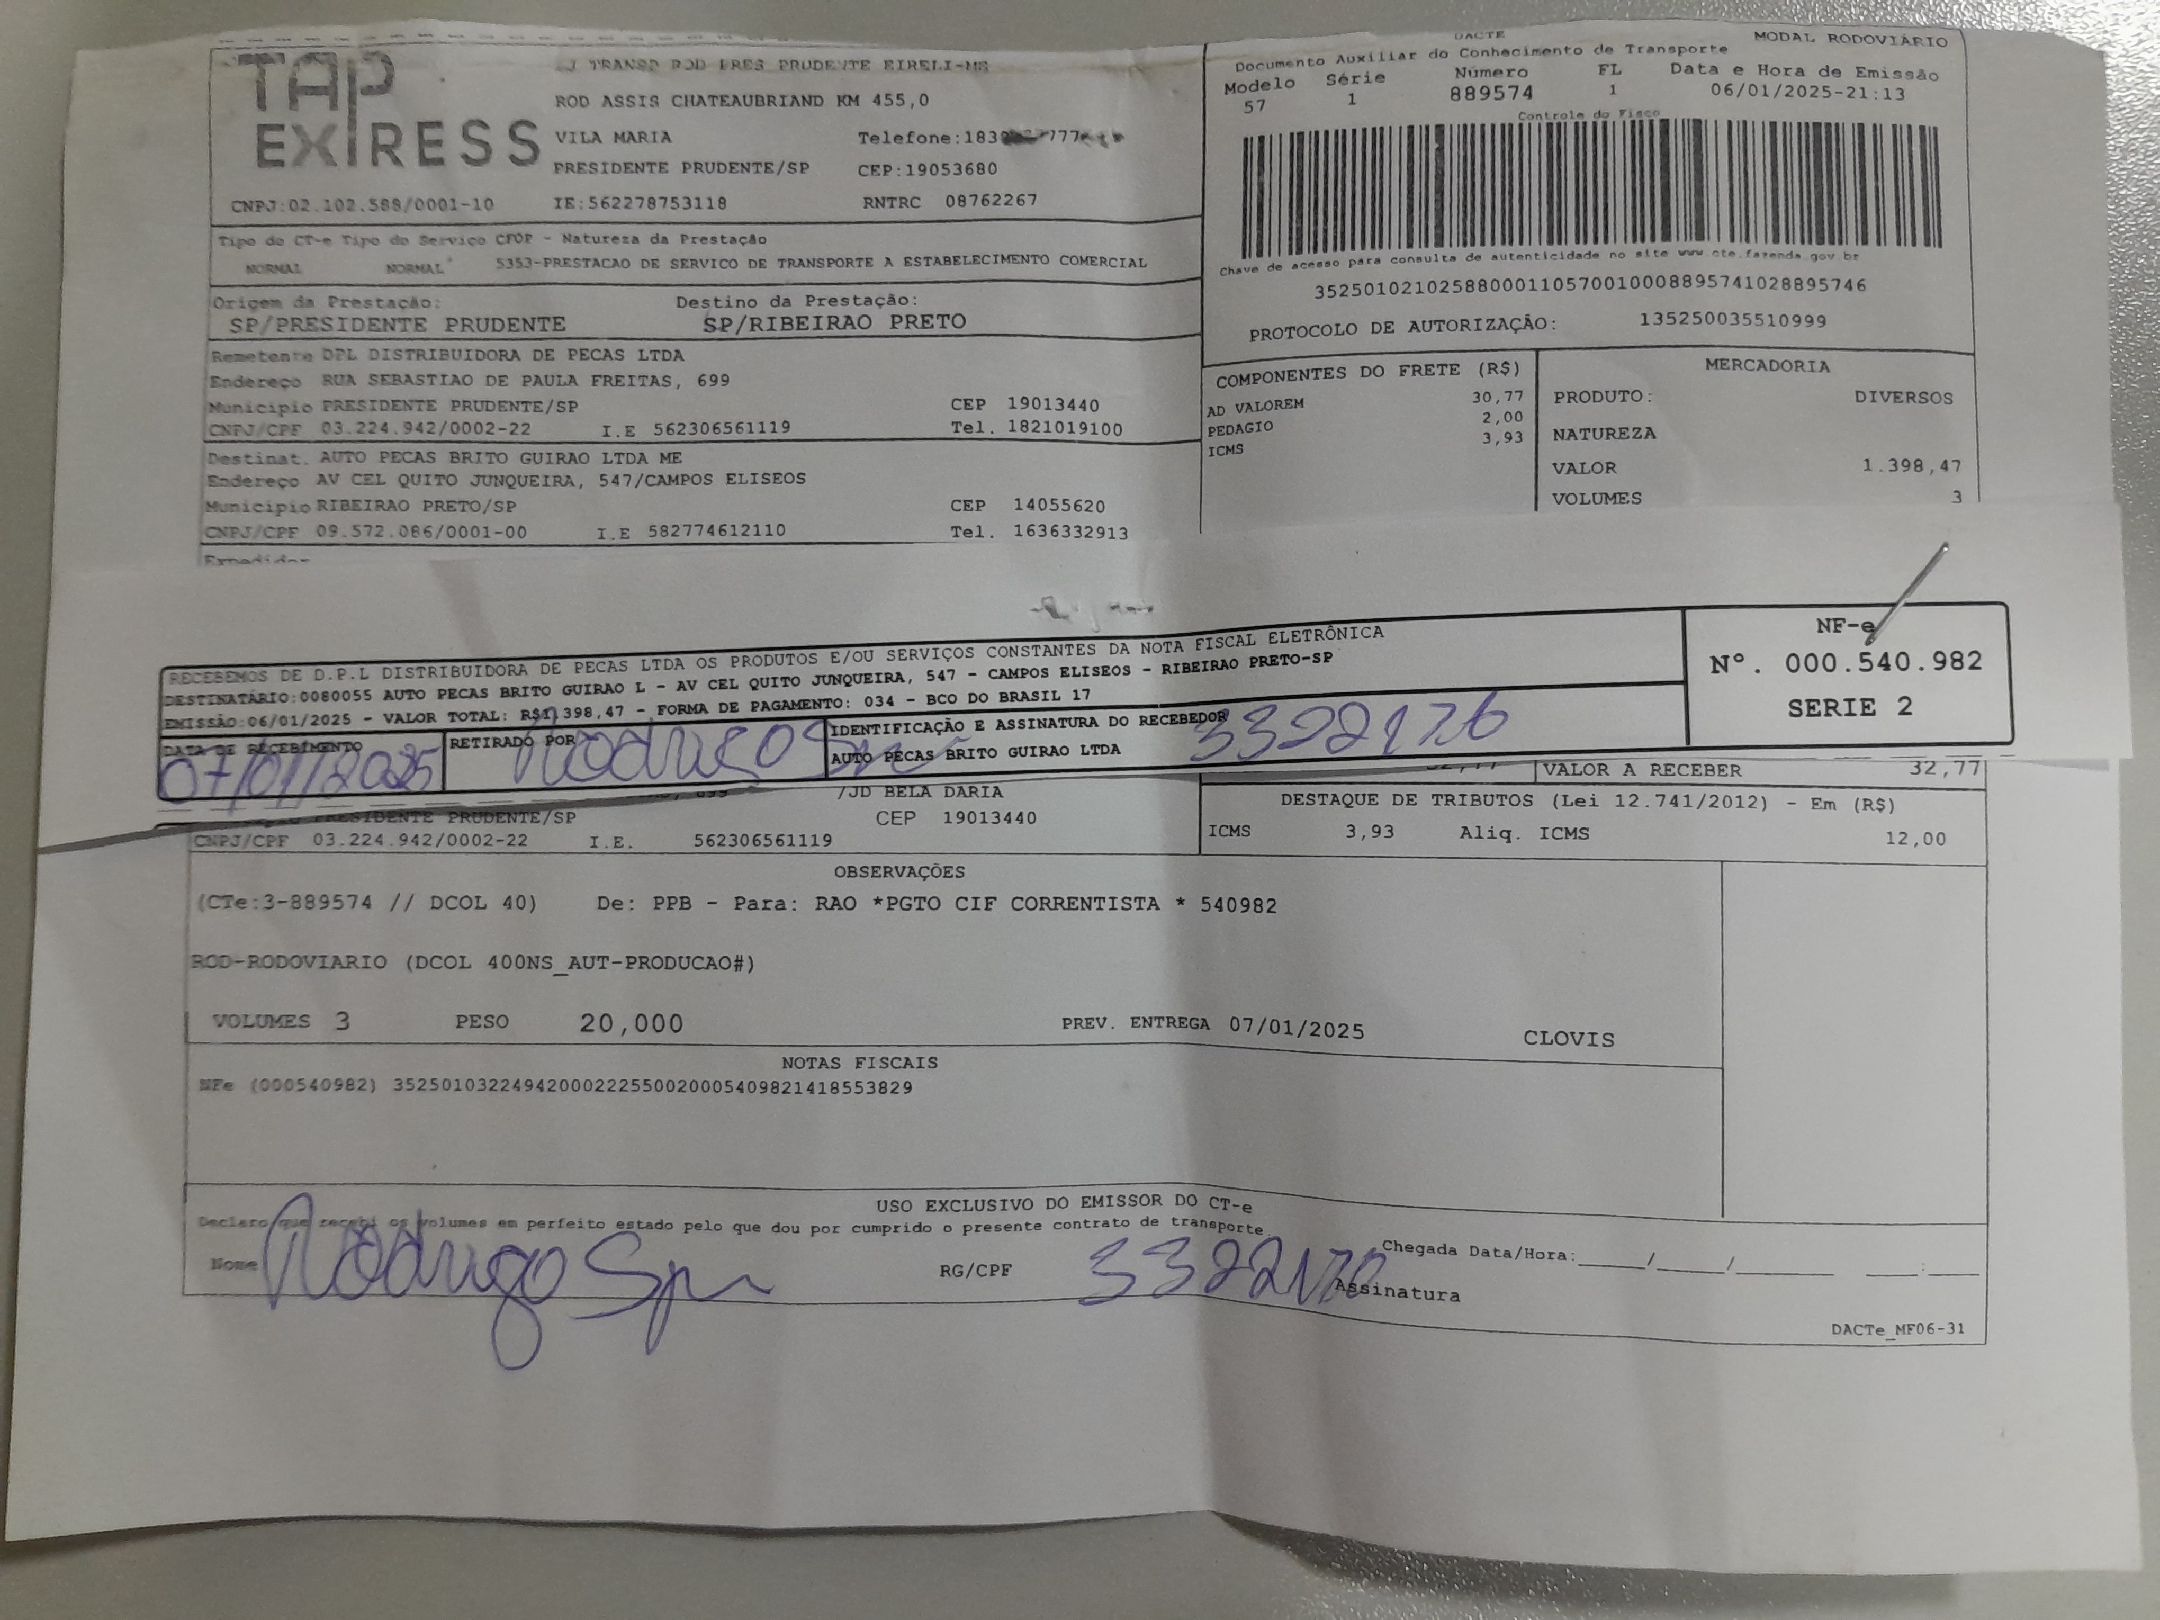 TAP EXPRESS
TRANSP ROD PRES PRUDENTE EIRELI-ME
ROD ASSIS CHATEAUBRIAND KM 455,0
VILA MARIA Telefone:183
PRESIDENTE PRUDENTE/SP CEP:19053680
CNPJ:02.102.588/0001-10 IE:562278753118 RNTRC 08762267
DACTE MODAL RODOVIÁRIO
Documento Auxiliar do Conhecimento de Transporte
Modelo Série Número FL Data e Hora de Emissão
57 1 889574 1 06/01/2025-21:13
Controle do Fisco
Chave de acesso para consulta de autenticidade no site www.cte.fazenda.gov.br
35250102102588000110570010008895741028895746
PROTOCOLO DE AUTORIZAÇÃO: 135250035510999
Tipo do CT-e Tipo do Serviço CFOP - Natureza da Prestação
NORMAL NORMAL 5353-PRESTACAO DE SERVICO DE TRANSPORTE A ESTABELECIMENTO COMERCIAL
Origem da Prestação: Destino da Prestação:
SP/PRESIDENTE PRUDENTE SP/RIBEIRAO PRETO
Remetente DPL DISTRIBUIDORA DE PECAS LTDA
Endereço RUA SEBASTIAO DE PAULA FREITAS, 699
Municipio PRESIDENTE PRUDENTE/SP CEP 19013440
CNPJ/CPF 03.224.942/0002-22 I.E 562306561119 Tel. 1821019100
Destinat. AUTO PECAS BRITO GUIRAO LTDA ME
Endereço AV CEL QUITO JUNQUEIRA, 547/CAMPOS ELISEOS
Municipio RIBEIRAO PRETO/SP CEP 14055620
CNPJ/CPF 09.572.086/0001-00 I.E 582774612110 Tel. 1636332913
Expedidor
COMPONENTES DO FRETE (R$)
AD VALOREM 30,77
PEDAGIO 2,00
ICMS 3,93
MERCADORIA
PRODUTO: DIVERSOS
NATUREZA
VALOR 1.398,47
VOLUMES 3
RECEBEMOS DE D.P.L DISTRIBUIDORA DE PECAS LTDA OS PRODUTOS E/OU SERVIÇOS CONSTANTES DA NOTA FISCAL ELETRÔNICA
DESTINATÁRIO:0080055 AUTO PECAS BRITO GUIRAO L - AV CEL QUITO JUNQUEIRA, 547 - CAMPOS ELISEOS - RIBEIRAO PRETO-SP
EMISSÃO:06/01/2025 - VALOR TOTAL: R$1.398,47 - FORMA DE PAGAMENTO: 034 - BCO DO BRASIL 17
NF-e
Nº. 000.540.982
SERIE 2
DATA DE RECEBIMENTO RETIRADO POR IDENTIFICAÇÃO E ASSINATURA DO RECEBEDOR
07/01/2025 Rodrigo AUTO PECAS BRITO GUIRAO LTDA
VALOR A RECEBER 32,77
/JD BELA DARIA
PRESIDENTE PRUDENTE/SP CEP 19013440
CNPJ/CPF 03.224.942/0002-22 I.E. 562306561119
DESTAQUE DE TRIBUTOS (Lei 12.741/2012) - Em (R$)
ICMS 3,93 Aliq. ICMS 12,00
OBSERVAÇÕES
(CTe:3-889574 // DCOL 40) De: PPB - Para: RAO *PGTO CIF CORRENTISTA * 540982
ROD-RODOVIARIO (DCOL 400NS_AUT-PRODUCAO#)
VOLUMES 3 PESO 20,000 PREV. ENTREGA 07/01/2025 CLOVIS
NOTAS FISCAIS
NFe (000540982) 35250103224942000222550020005409821418553829
USO EXCLUSIVO DO EMISSOR DO CT-e
Declaro que recebi os volumes em perfeito estado pelo que dou por cumprido o presente contrato de transporte.
Nome Rodrigo RG/CPF Chegada Data/Hora:____/____/________ ___:___
Assinatura
DACTe_MF06-31